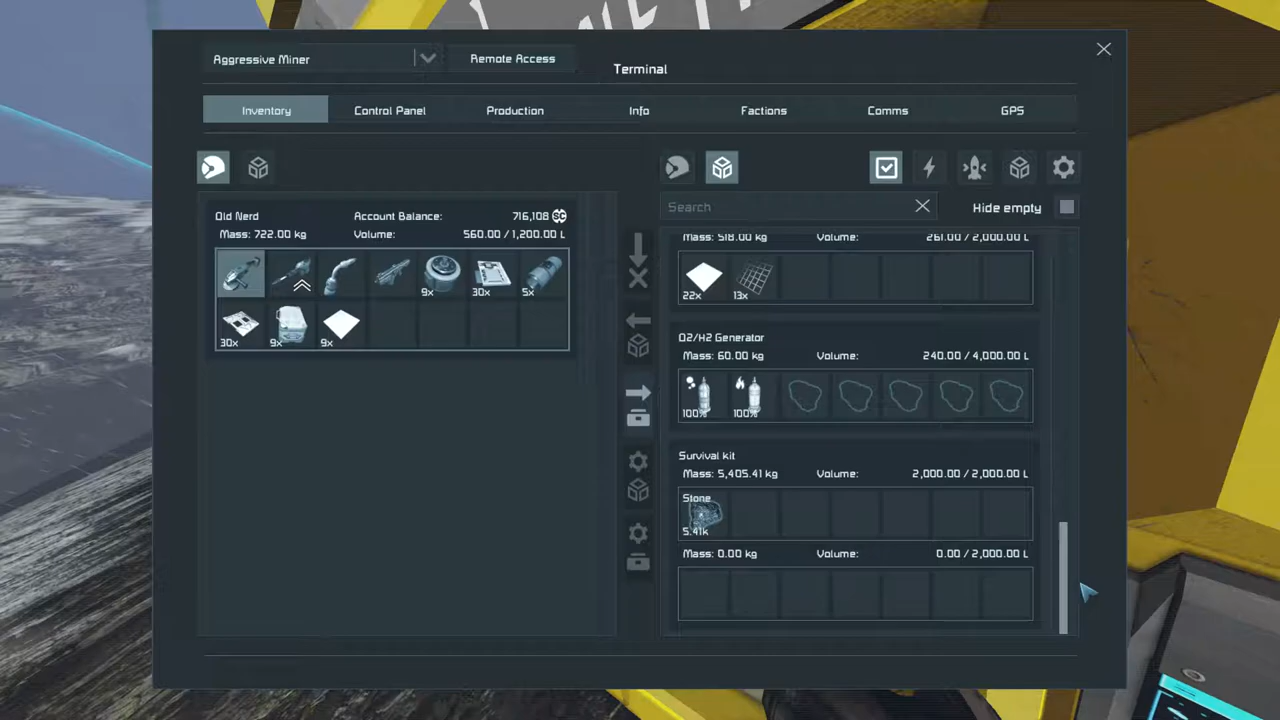 Aggressive Miner
Remote Access
Terminal
Inventory
Control Panel
Production
Info
Factions
Comms
GPS
Search
Hide empty
Old Nerd
Account Balance:
716,108 SC
Mass: 722.00 kg
Volume:
560.00 / 1,200.00 L
9x
30x
5x
30x
9x
9x
Mass: 518.00 kg
Volume:
261.00 / 2,000.00 L
22x
13x
O2/H2 Generator
Mass: 60.00 kg
Volume:
240.00 / 4,000.00 L
100%
100%
Survival kit
Mass: 5,405.41 kg
Volume:
2,000.00 / 2,000.00 L
Stone
5.41k
Mass: 0.00 kg
Volume:
0.00 / 2,000.00 L